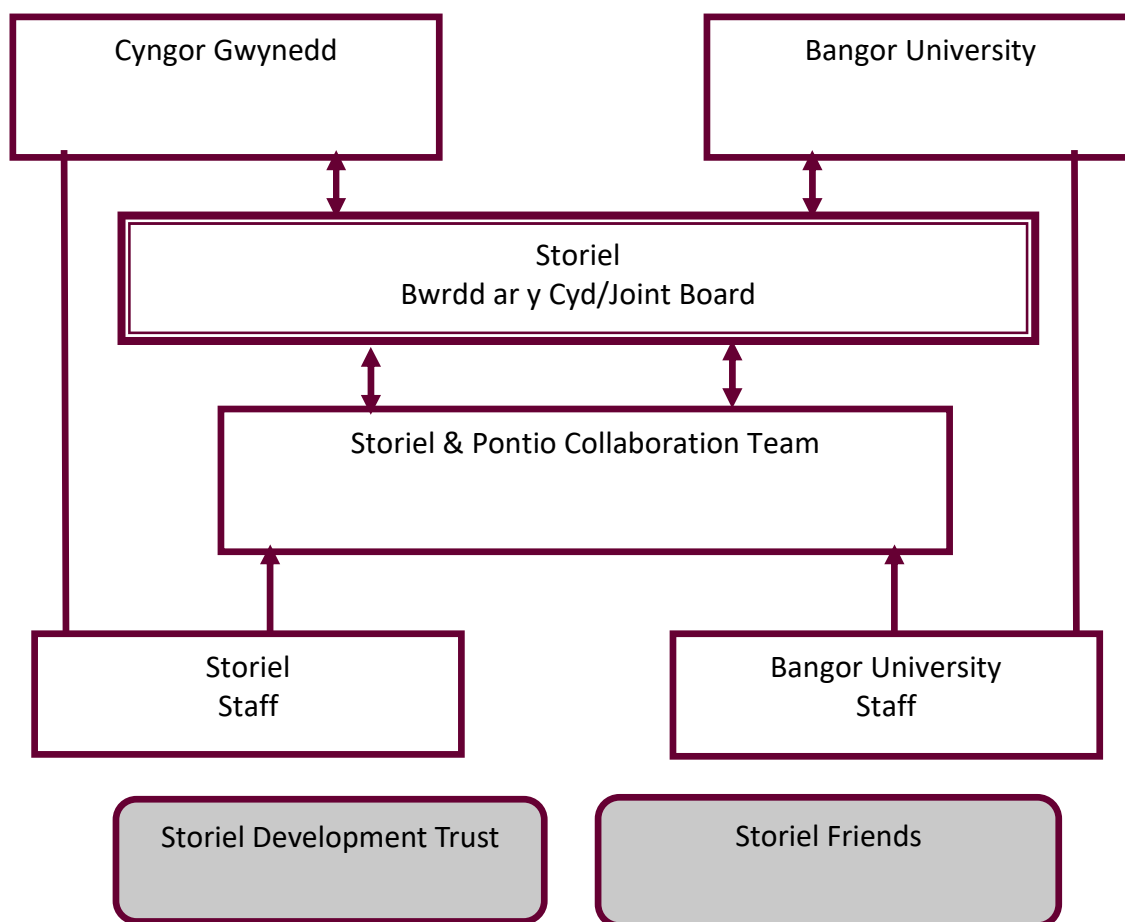 Cyngor Gwynedd
Bangor University
Storiel
Bwrdd ar y Cyd/Joint Board
Storiel & Pontio Collaboration Team
Storiel
Staff
Bangor University
Staff
Storiel Development Trust
Storiel Friends